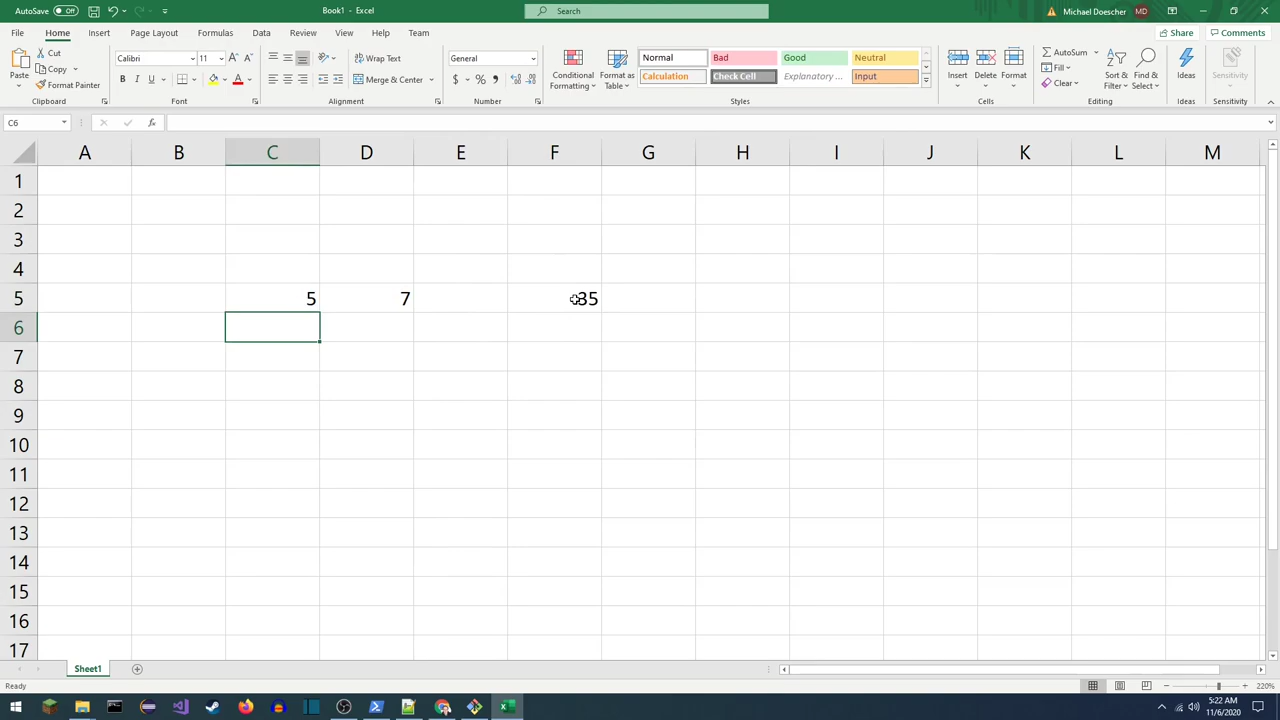 AutoSave Off Book1 - Excel Search Michael Doescher MD
File Home Insert Page Layout Formulas Data Review View Help Team Share Comments
Paste Cut Copy Format Painter Clipboard
Calibri 11 B I U A Font
Wrap Text Merge & Center Alignment
General $ % Number
Conditional Formatting Format as Table
Normal Bad Good Neutral
Calculation Check Cell Explanatory ... Input
Styles
Insert Delete Format Cells
AutoSum Fill Clear Sort & Filter Find & Select Editing
Ideas Ideas
Sensitivity Sensitivity
C6 fx
A B C D E F G H I J K L M
1
2
3
4
5 5 7 35
6
7
8
9
10
11
12
13
14
15
16
17
Sheet1
Ready 220%
5:22 AM
11/6/2020